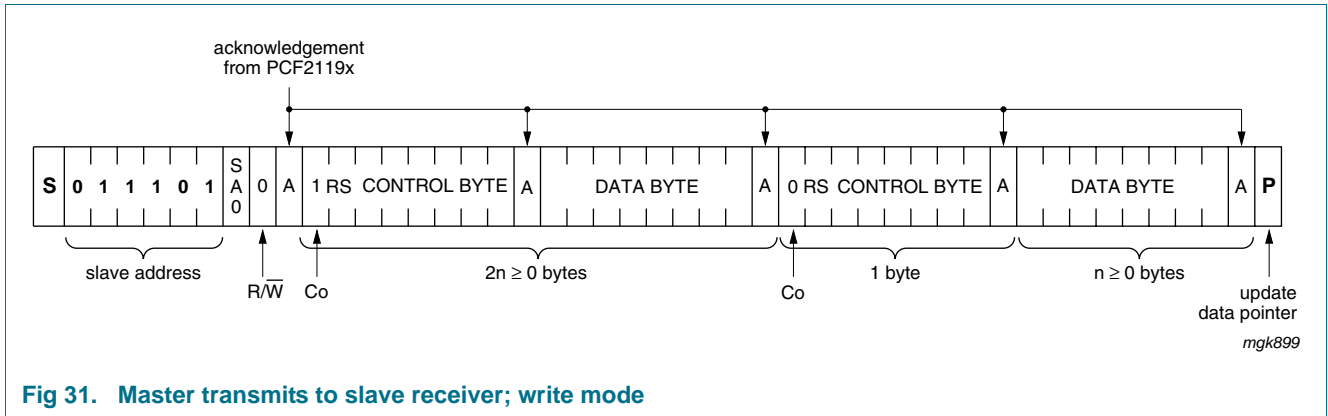 acknowledgement
from PCF2119x
S 0 1 1 1 0 1 SA0 0 A 1 RS CONTROL BYTE A DATA BYTE A 0 RS CONTROL BYTE A DATA BYTE A P
slave address
R/W̅ Co
2n ≥ 0 bytes
Co
1 byte
n ≥ 0 bytes
update
data pointer
mgk899
Fig 31. Master transmits to slave receiver; write mode